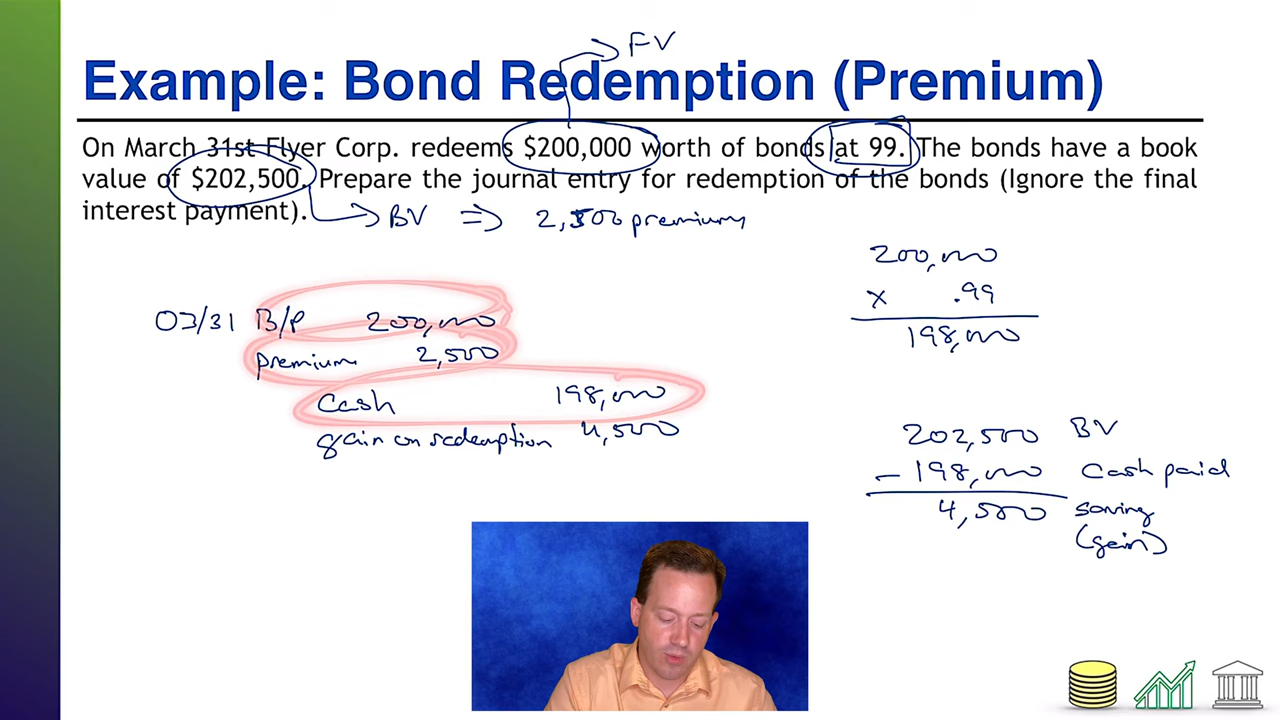 FV
Example: Bond Redemption (Premium)
On March 31st Flyer Corp. redeems $200,000 worth of bonds at 99. The bonds have a book
value of $202,500. Prepare the journal entry for redemption of the bonds (Ignore the final
interest payment).
BV ⇒ 2,500 premium
200,000
x .99
198,000
03/31 B/P 200,000
premium 2,500
Cash 198,000
gain on redemption 4,500
202,500 BV
- 198,000 Cash paid
4,500 saving
(gain)